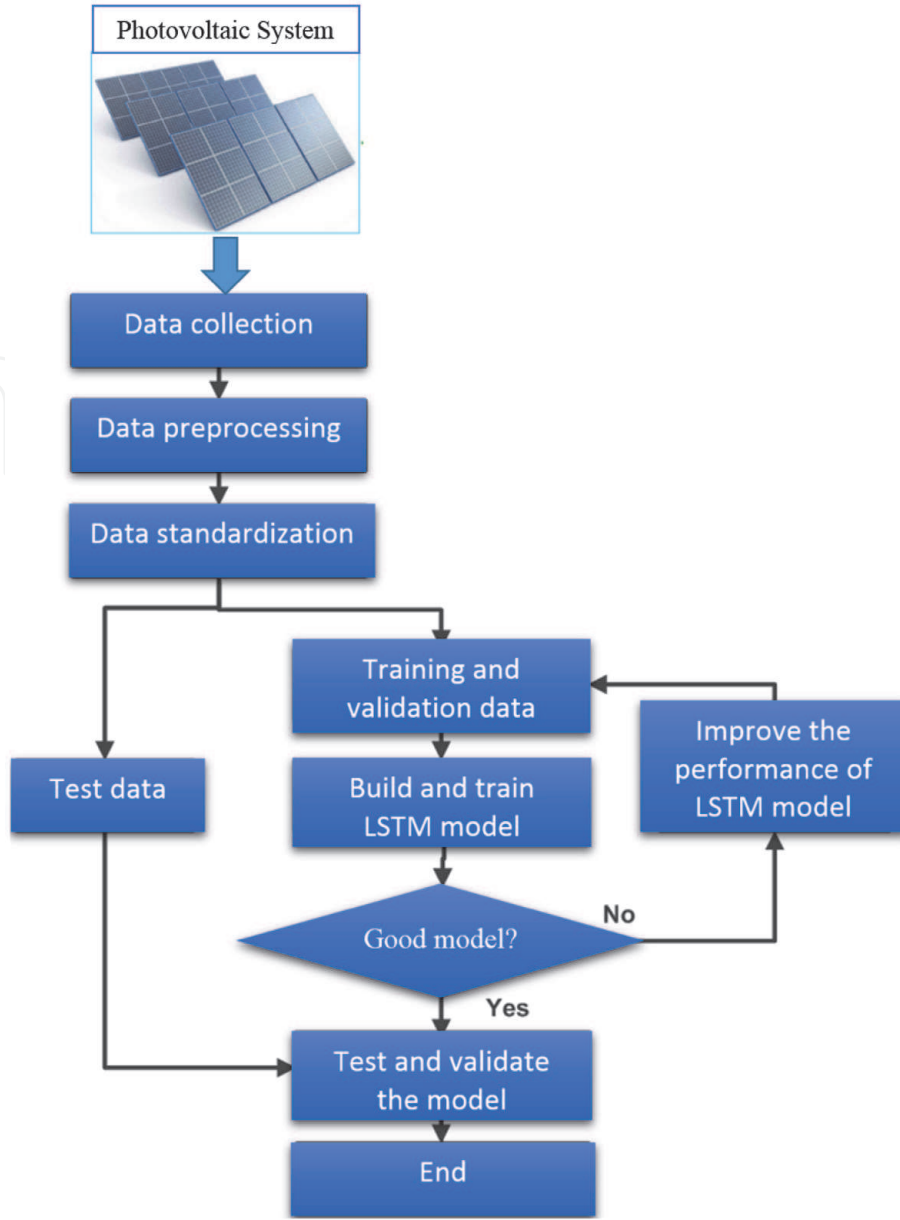 Photovoltaic System
Data collection
Data preprocessing
Data standardization
Training and
validation data
Improve the
performance of
LSTM model
Test data
Build and train
LSTM model
No
Good model?
Yes
Test and validate
the model
End